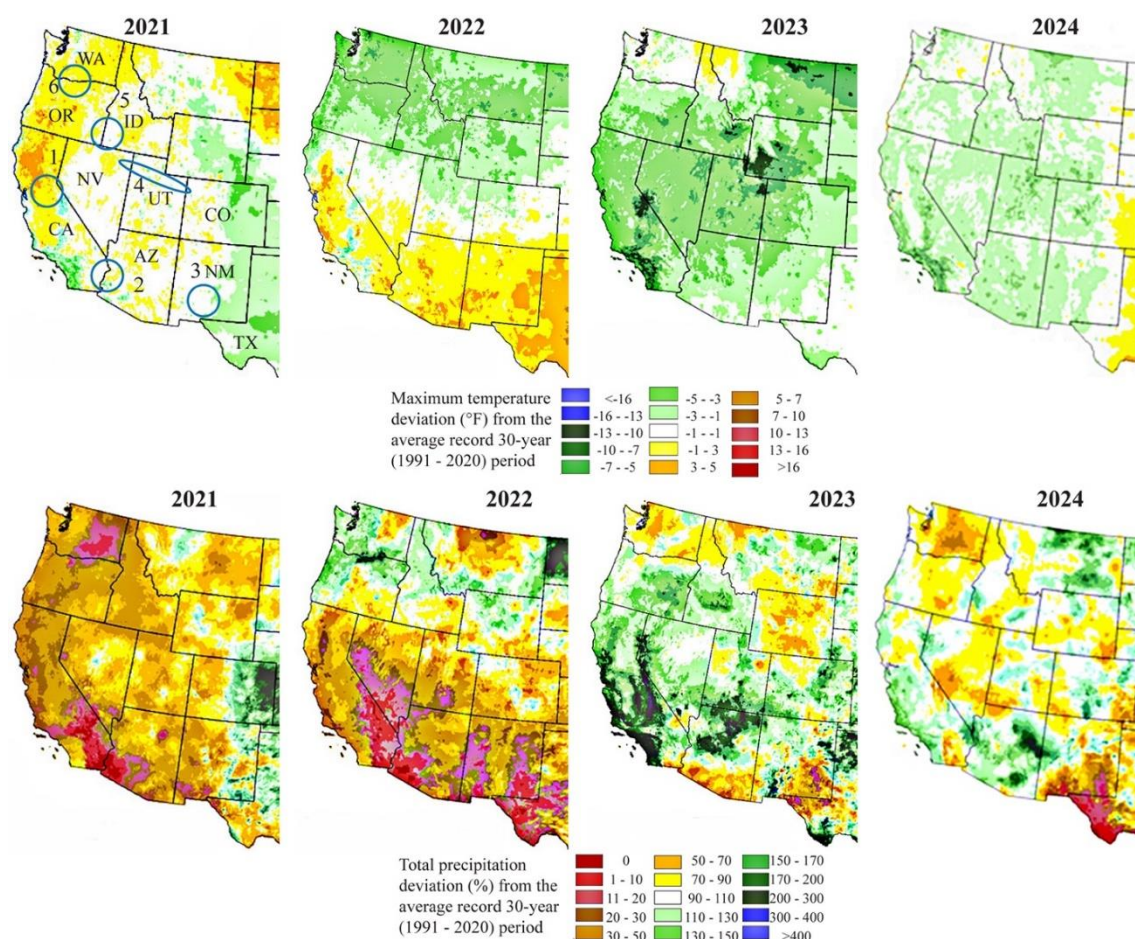 2021
2022
2023
2024
WA
6
OR
5
ID
1
NV
4
UT
CA
CO
AZ
3
3
NM
2
TX
Maximum temperature
deviation (°F) from the
average record 30-year
(1991 - 2020) period
<-16
-16 - -13
-13 - -10
-10 - -7
-7 - -5
-5 - -3
-3 - -1
-1 - -1
-1 - 3
3 - 5
5 - 7
7 - 10
10 - 13
13 - 16
>16
2021
2022
2023
2024
Total precipitation
deviation (%) from the
average record 30-year
(1991 - 2020) period
0
1 - 10
11 - 20
20 - 30
30 - 50
50 - 70
70 - 90
90 - 110
110 - 130
130 - 150
150 - 170
170 - 200
200 - 300
300 - 400
>400